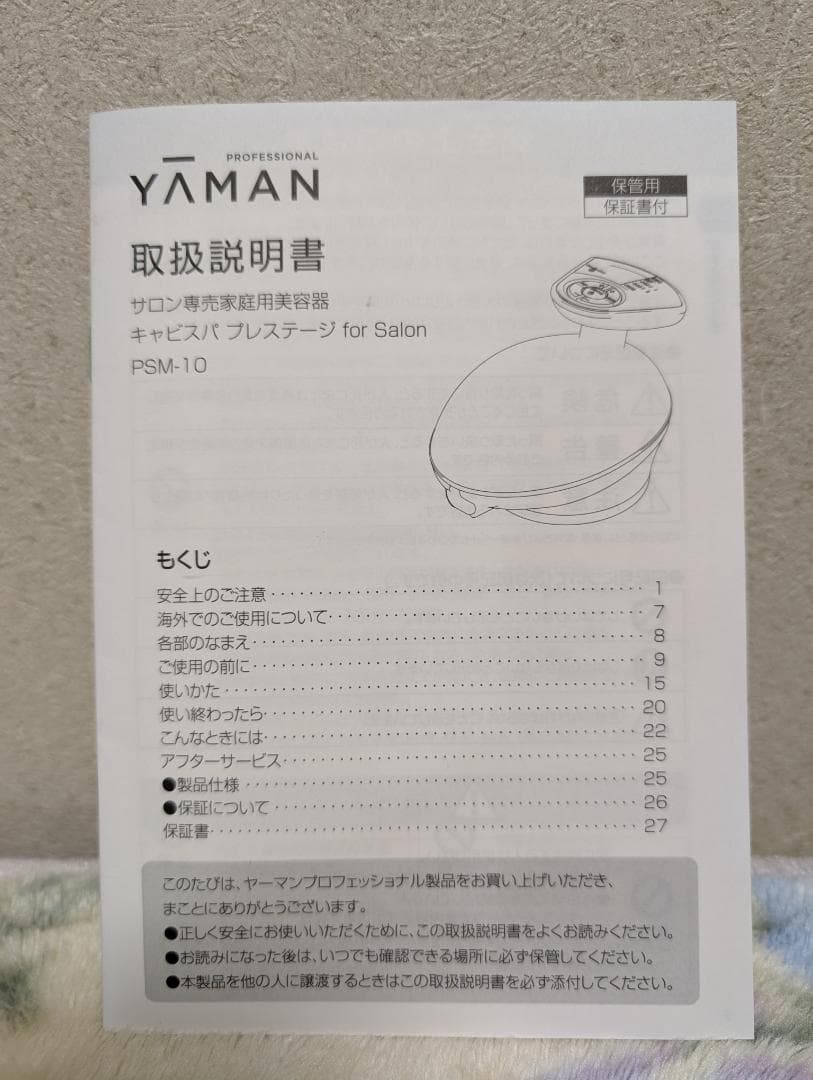 PROFESSIONAL
YAMAN
保管用
保証書付
取扱説明書
サロン専売家庭用美容器
キャビスパ プレステージ for Salon
PSM-10
もくじ
安全上のご注意 1
海外でのご使用について 7
各部のなまえ 8
ご使用の前に 9
使いかた 15
使い終わったら 20
こんなときには 22
アフターサービス 25
●製品仕様 25
●保証について 26
保証書 27
このたびは、ヤーマンプロフェッショナル製品をお買い上げいただき、
まことにありがとうございます。
●正しく安全にお使いいただくために、この取扱説明書をよくお読みください。
●お読みになった後は、いつでも確認できる場所に必ず保管してください。
●本製品を他の人に譲渡するときはこの取扱説明書を必ず添付してください。